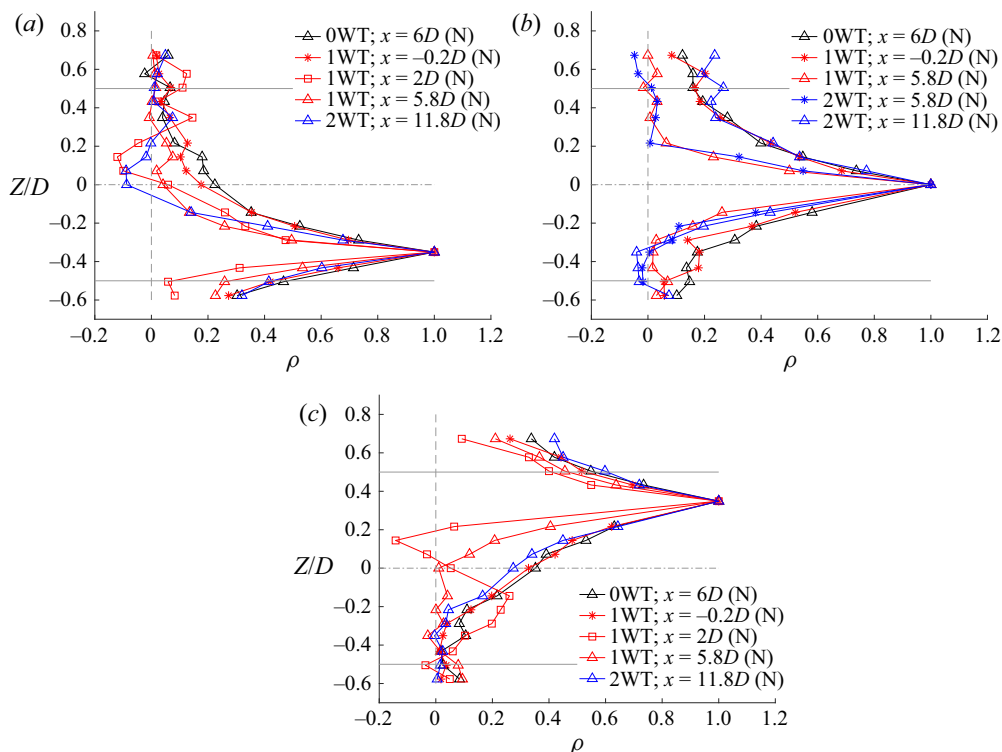 (a)
0.8
0.6
0.4
0.2
0
–0.2
–0.4
–0.6
Z/D
–0.2
0
0.2
0.4
0.6
0.8
1.0
1.2
ρ
0WT; x = 6D (N)
1WT; x = –0.2D (N)
1WT; x = 2D (N)
1WT; x = 5.8D (N)
2WT; x = 11.8D (N)
(b)
0.8
0.6
0.4
0.2
0
–0.2
–0.4
–0.6
–0.2
0
0.2
0.4
0.6
0.8
1.0
1.2
ρ
0WT; x = 6D (N)
1WT; x = –0.2D (N)
1WT; x = 5.8D (N)
2WT; x = 5.8D (N)
2WT; x = 11.8D (N)
(c)
0.8
0.6
0.4
0.2
0
–0.2
–0.4
–0.6
Z/D
–0.2
0
0.2
0.4
0.6
0.8
1.0
1.2
ρ
0WT; x = 6D (N)
1WT; x = –0.2D (N)
1WT; x = 2D (N)
1WT; x = 5.8D (N)
2WT; x = 11.8D (N)